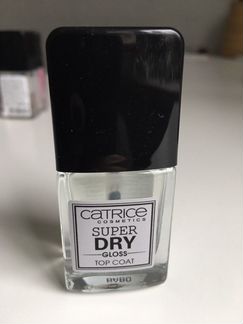 CATRICE
COSMETICS
SUPER
DRY
GLOSS
TOP COAT